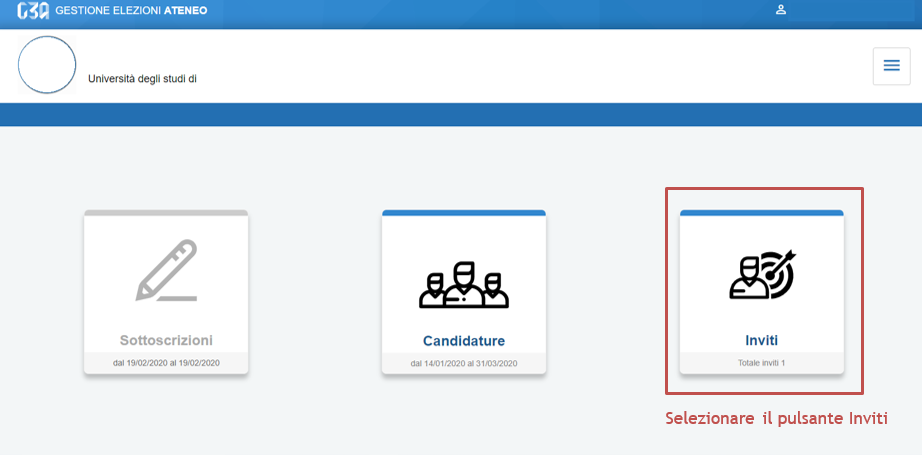 G3A GESTIONE ELEZIONI ATENEO
Università degli studi di
Sottoscrizioni
dal 19/02/2020 al 19/02/2020
Candidature
dal 14/01/2020 al 31/03/2020
Inviti
Totale inviti 1
Selezionare il pulsante Inviti